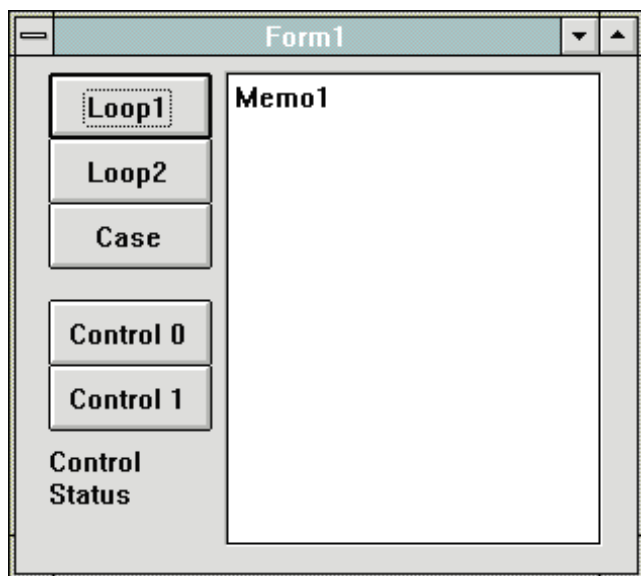 Form1
Loop1
Loop2
Case
Control 0
Control 1
Control
Status
Memo1